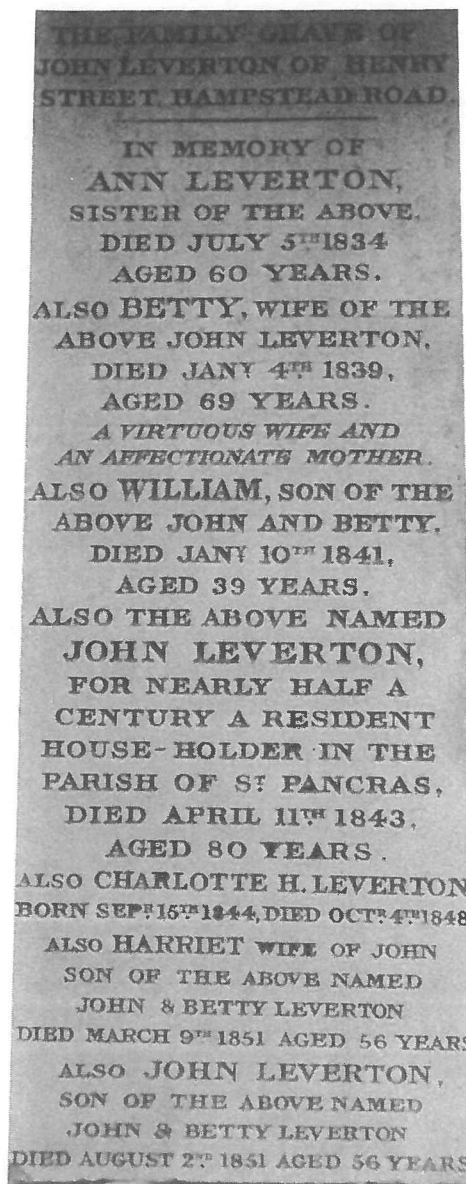 THE FAMILY GRAVE OF
JOHN LEVERTON OF HENRY
STREET, HAMPSTEAD ROAD.
IN MEMORY OF
ANN LEVERTON,
SISTER OF THE ABOVE,
DIED JULY 5TH 1834
AGED 60 YEARS.
ALSO BETTY, WIFE OF THE
ABOVE JOHN LEVERTON,
DIED JANY 4TH 1839,
AGED 69 YEARS.
A VIRTUOUS WIFE AND
AN AFFECTIONATE MOTHER.
ALSO WILLIAM, SON OF THE
ABOVE JOHN AND BETTY,
DIED JANY 10TH 1841,
AGED 39 YEARS.
ALSO THE ABOVE NAMED
JOHN LEVERTON,
FOR NEARLY HALF A
CENTURY A RESIDENT
HOUSE-HOLDER IN THE
PARISH OF ST PANCRAS,
DIED APRIL 11TH 1843,
AGED 80 YEARS.
ALSO CHARLOTTE H. LEVERTON
BORN SEPR 15TH 1844, DIED OCTR 4TH 1848
ALSO HARRIET WIFE OF JOHN
SON OF THE ABOVE NAMED
JOHN & BETTY LEVERTON
DIED MARCH 9TH 1851 AGED 56 YEARS
ALSO JOHN LEVERTON,
SON OF THE ABOVE NAMED
JOHN & BETTY LEVERTON
DIED AUGUST 2ND 1851 AGED 56 YEARS